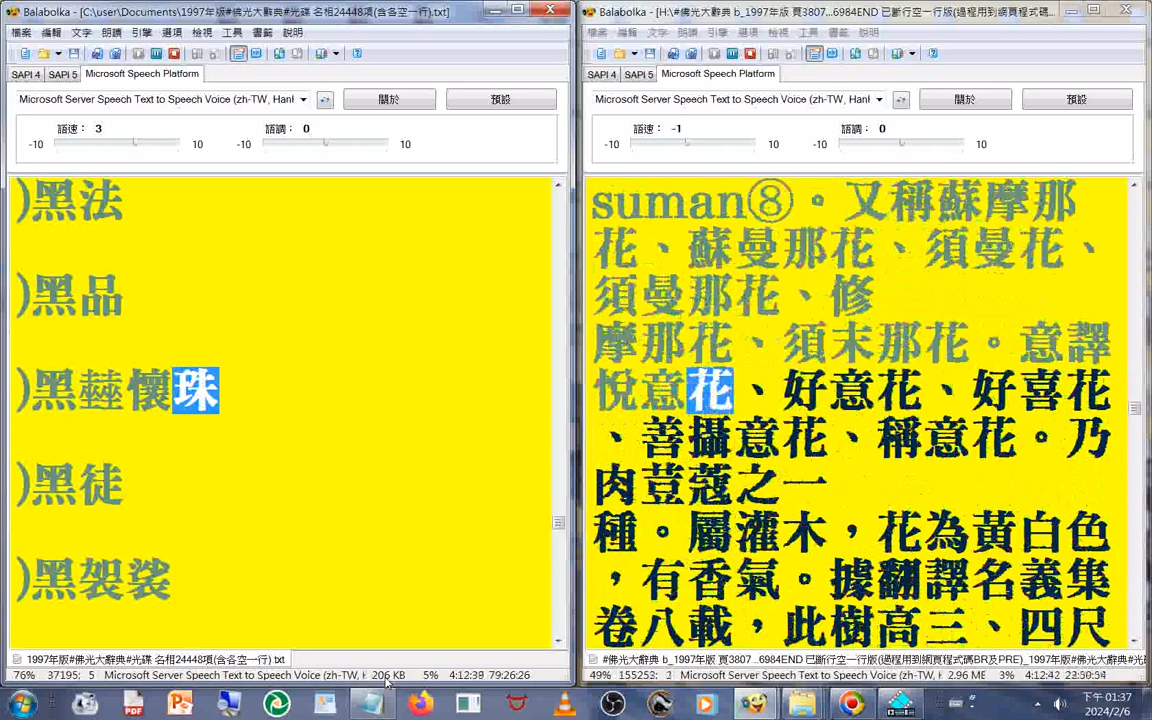 Balabolka - [C:\user\Documents\1997年版#佛光大辭典#光碟 名相24448項(含各空一行).txt]
檔案 編輯 文字 朗讀 引擎 選項 檢視 工具 書籤 說明
SAPI 4 SAPI 5 Microsoft Speech Platform
Microsoft Server Speech Text to Speech Voice (zh-TW, Hanl 關於 預設
語速： 3 語調： 0
-10 10 -10 10
)黑法
)黑品
)黑懷珠
)黑徒
)黑袈裟
1997年版#佛光大辭典#光碟 名相24448項(含各空一行).txt
76% 37195: 5 Microsoft Server Speech Text to Speech Voice (zh-TW, H 206 KB 5% 4:12:39 79:26:26
Balabolka - [H:\#佛光大辭典 b_1997年版 頁3807...6984END 已斷行空一行版(過程用到網頁程式碼...
檔案 編輯 文字 朗讀 引擎 選項 檢視 工具 書籤 說明
SAPI 4 SAPI 5 Microsoft Speech Platform
Microsoft Server Speech Text to Speech Voice (zh-TW, Hanl 關於 預設
語速： -1 語調： 0
-10 10 -10 10
suman⑧。又稱蘇摩那
花、蘇曼那花、須曼花、
須曼那花、修
摩那花、須末那花。意譯
悅意花、好意花、好喜花
、善攝意花、稱意花。乃
肉荳蔻之一
種。屬灌木，花為黃白色
，有香氣。據翻譯名義集
卷八載，此樹高三、四尺
#佛光大辭典 b_1997年版 頁3807...6984END 已斷行空一行版(過程用到網頁程式碼BR及PRE)_1997年版#佛光
49% 155253: 2 Microsoft Server Speech Text to Speech Voice (zh-TW, H 2.96 MB 3% 4:12:42
下午 01:37
2024/2/6